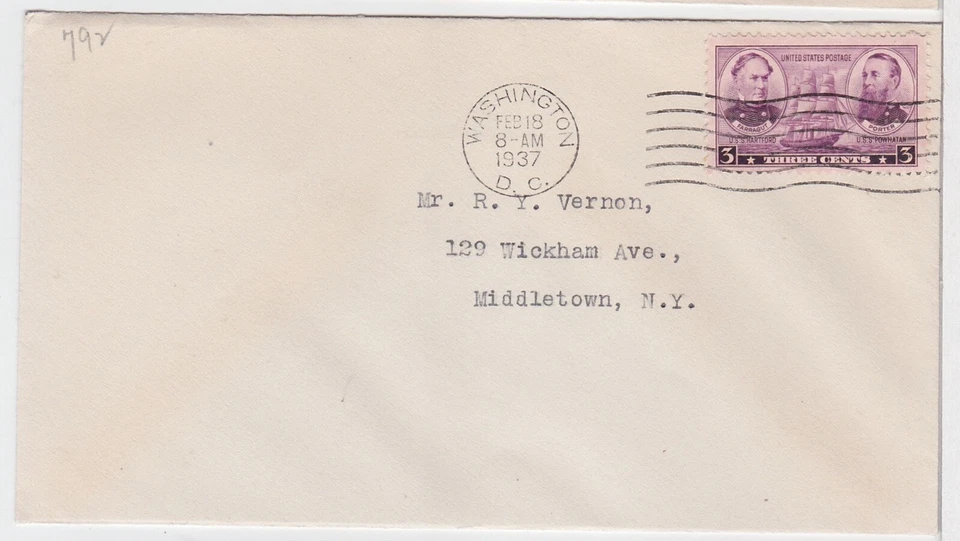 792
WASHINGTON
FEB 18
8-AM
1937
D. C.
UNITED STATES POSTAGE
FARRAGUT
PORTER
U.S.S. HARTFORD
U.S.S. POWHATAN
3 ★ THREE CENTS ★ 3
Mr. R. Y. Vernon,
129 Wickham Ave.,
Middletown, N.Y.